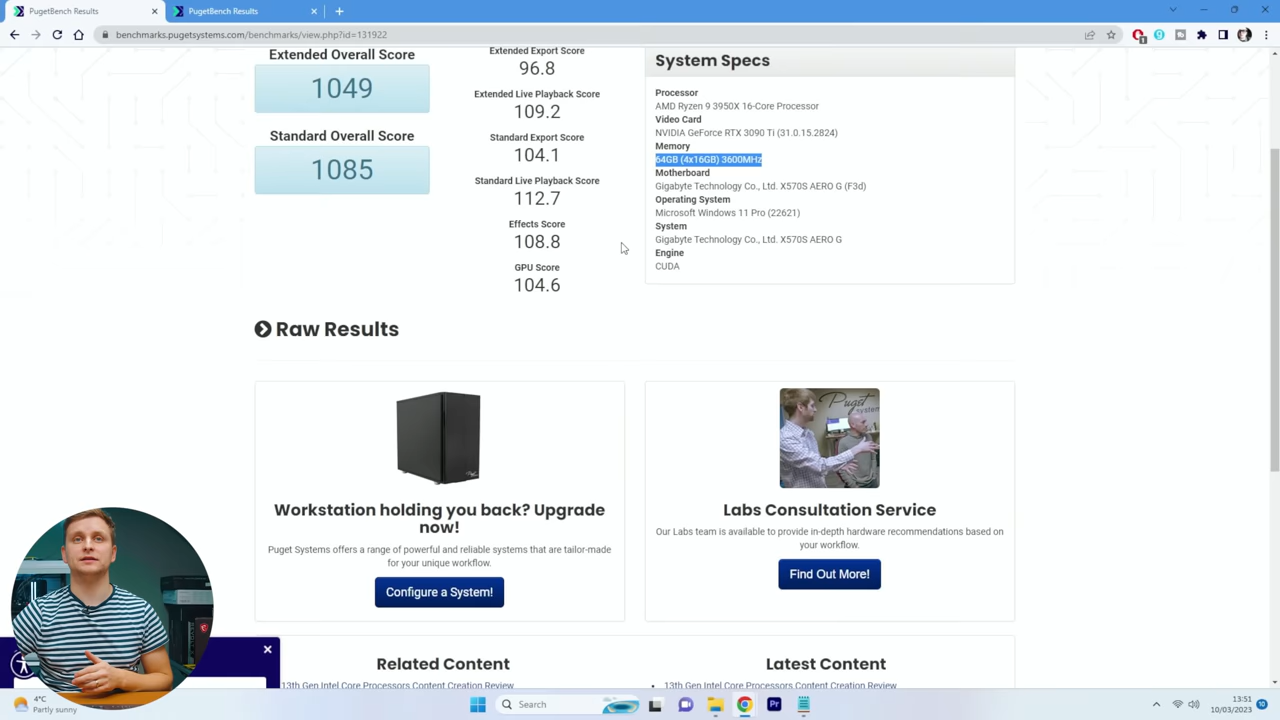 PugetBench Results
PugetBench Results
benchmarks.pugetsystems.com/benchmarks/view.php?id=131922
1
Extended Overall Score
1049
Standard Overall Score
1085
Extended Export Score
96.8
Extended Live Playback Score
109.2
Standard Export Score
104.1
Standard Live Playback Score
112.7
Effects Score
108.8
GPU Score
104.6
System Specs
Processor
AMD Ryzen 9 3950X 16-Core Processor
Video Card
NVIDIA GeForce RTX 3090 Ti (31.0.15.2824)
Memory
64GB (4x16GB) 3600MHz
Motherboard
Gigabyte Technology Co., Ltd. X570S AERO G (F3d)
Operating System
Microsoft Windows 11 Pro (22621)
System
Gigabyte Technology Co., Ltd. X570S AERO G
Engine
CUDA
Raw Results
Workstation holding you back? Upgrade
now!
Puget Systems offers a range of powerful and reliable systems that are tailor-made
for your unique workflow.
Configure a System!
Puget
Labs Consultation Service
Our Labs team is available to provide in-depth hardware recommendations based on
your workflow.
Find Out More!
Related Content
13th Gen Intel Core Processors Content Creation Review
Latest Content
13th Gen Intel Core Processors Content Creation Review
4°C
Partly sunny
Search
Pr
13:51
10/03/2023
10